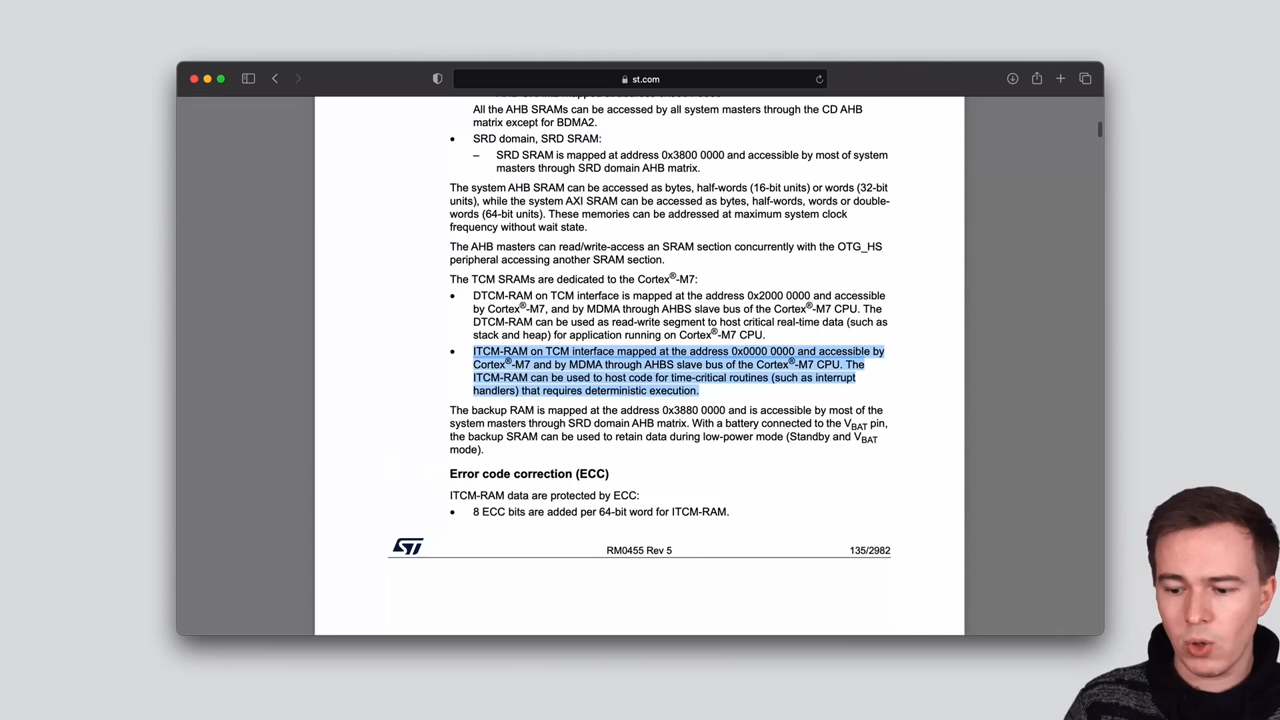 st.com
All the AHB SRAMs can be accessed by all system masters through the CD AHB
matrix except for BDMA2.
• SRD domain, SRD SRAM:
– SRD SRAM is mapped at address 0x3800 0000 and accessible by most of system
masters through SRD domain AHB matrix.
The system AHB SRAM can be accessed as bytes, half-words (16-bit units) or words (32-bit
units), while the system AXI SRAM can be accessed as bytes, half-words, words or double-
words (64-bit units). These memories can be addressed at maximum system clock
frequency without wait state.
The AHB masters can read/write-access an SRAM section concurrently with the OTG_HS
peripheral accessing another SRAM section.
The TCM SRAMs are dedicated to the Cortex®-M7:
• DTCM-RAM on TCM interface is mapped at the address 0x2000 0000 and accessible
by Cortex®-M7, and by MDMA through AHBS slave bus of the Cortex®-M7 CPU. The
DTCM-RAM can be used as read-write segment to host critical real-time data (such as
stack and heap) for application running on Cortex®-M7 CPU.
• ITCM-RAM on TCM interface mapped at the address 0x0000 0000 and accessible by
Cortex®-M7 and by MDMA through AHBS slave bus of the Cortex®-M7 CPU. The
ITCM-RAM can be used to host code for time-critical routines (such as interrupt
handlers) that requires deterministic execution.
The backup RAM is mapped at the address 0x3880 0000 and is accessible by most of the
system masters through SRD domain AHB matrix. With a battery connected to the VBAT pin,
the backup SRAM can be used to retain data during low-power mode (Standby and VBAT
mode).
Error code correction (ECC)
ITCM-RAM data are protected by ECC:
• 8 ECC bits are added per 64-bit word for ITCM-RAM.
ST
RM0455 Rev 5
135/2982